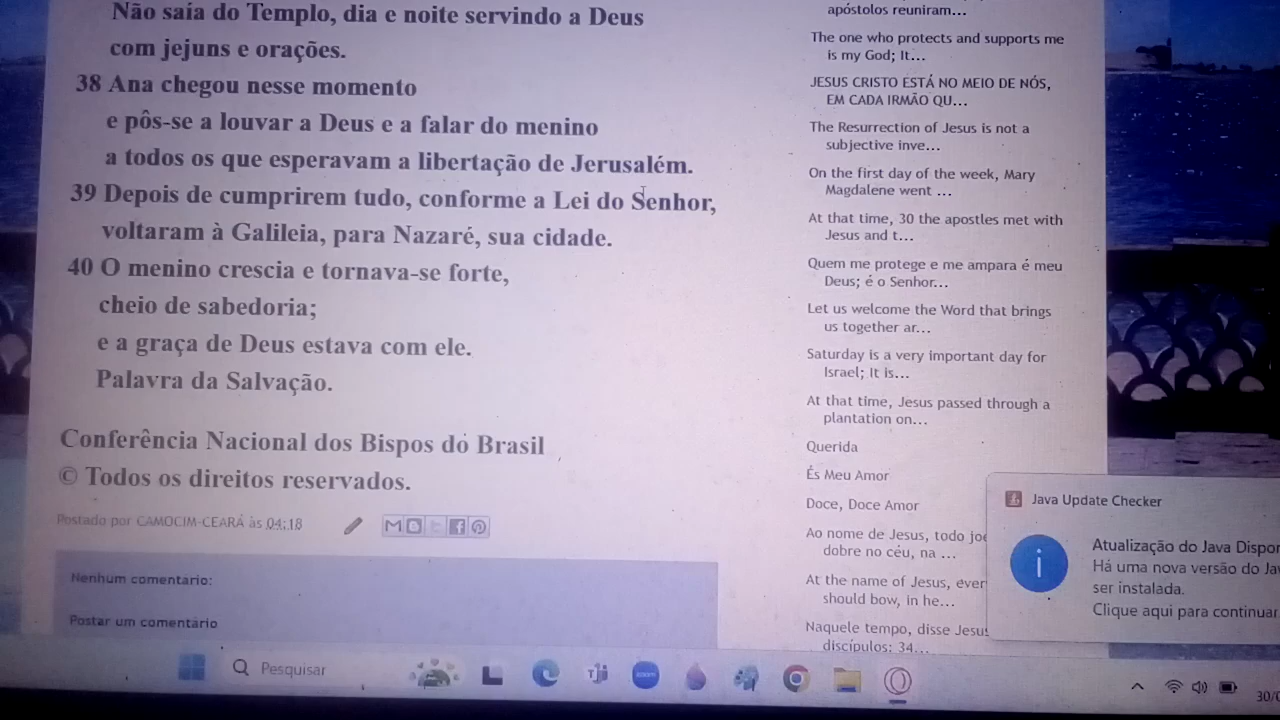 Não saía do Templo, dia e noite servindo a Deus
com jejuns e orações.
38 Ana chegou nesse momento
e pôs-se a louvar a Deus e a falar do menino
a todos os que esperavam a libertação de Jerusalém.
39 Depois de cumprirem tudo, conforme a Lei do Senhor,
voltaram à Galileia, para Nazaré, sua cidade.
40 O menino crescia e tornava-se forte,
cheio de sabedoria;
e a graça de Deus estava com ele.
Palavra da Salvação.
Conferência Nacional dos Bispos do Brasil
© Todos os direitos reservados.
Postado por CAMOCIM-CEARÁ às 04:18
Nenhum comentário:
Postar um comentário
apóstolos reuniram...
The one who protects and supports me
is my God; It...
JESUS CRISTO ESTÁ NO MEIO DE NÓS,
EM CADA IRMÃO QU...
The Resurrection of Jesus is not a
subjective inve...
On the first day of the week, Mary
Magdalene went ...
At that time, 30 the apostles met with
Jesus and t...
Quem me protege e me ampara é meu
Deus; é o Senhor...
Let us welcome the Word that brings
us together ar...
Saturday is a very important day for
Israel; It is...
At that time, Jesus passed through a
plantation on...
Querida
És Meu Amor
Doce, Doce Amor
Ao nome de Jesus, todo joe
dobre no céu, na ...
At the name of Jesus, ever
should bow, in he...
Naquele tempo, disse Jesus
discípulos: 34...
Java Update Checker
Atualização do Java Dispor
Há uma nova versão do Ja
ser instalada.
Clique aqui para continuar
Pesquisar
zoom
30/0